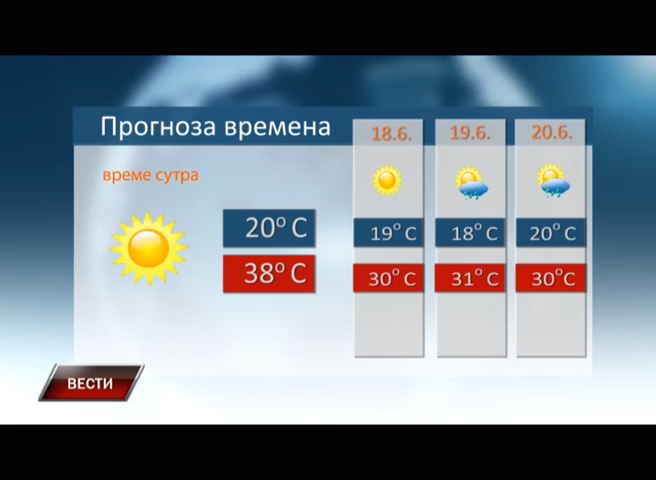 Прогноза времена
време сутра
20°C
38°C
18.6.
19.6.
20.6.
19°C
18°C
20°C
30°C
31°C
30°C
ВЕСТИ